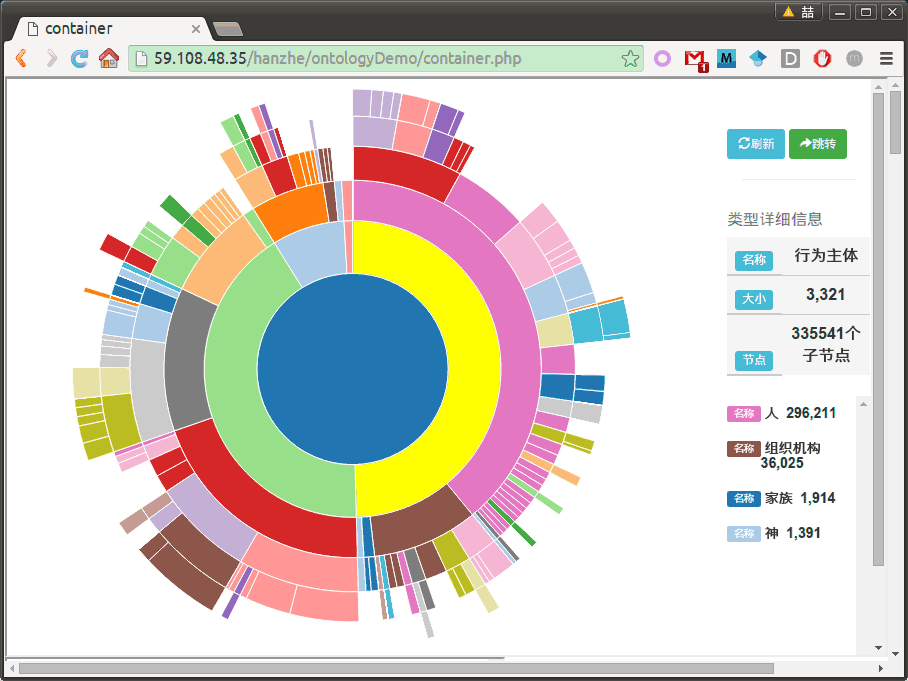 喆
container
59.108.48.35/hanzhe/ontologyDemo/container.php
1
M
D
m
刷新 跳转
类型详细信息
名称 行为主体
大小 3,321
节点 335541个
子节点
名称 人 296,211
名称 组织机构
36,025
名称 家族 1,914
名称 神 1,391